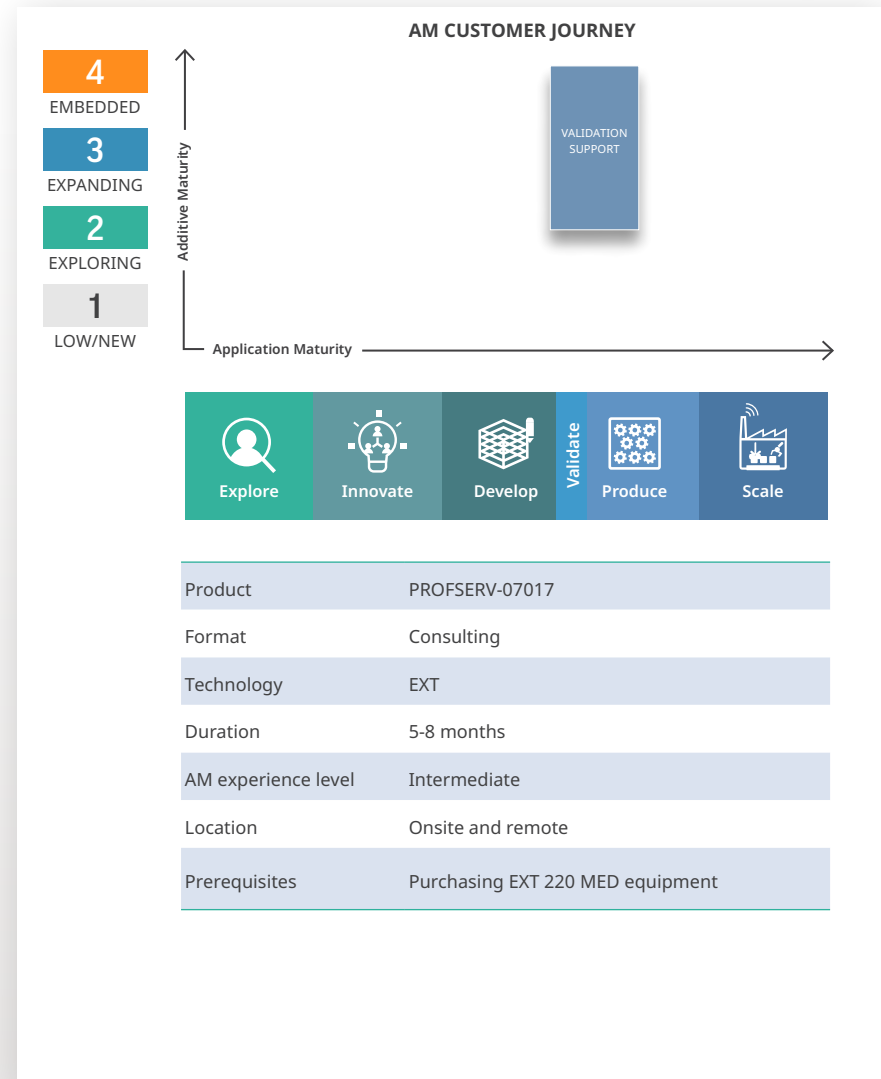 AM CUSTOMER JOURNEY
4
EMBEDDED
3
EXPANDING
2
EXPLORING
1
LOW/NEW
Additive Maturity
VALIDATION
SUPPORT
Application Maturity
Explore
Innovate
Develop
Validate
Produce
Scale
Product PROFSERV-07017
Format Consulting
Technology EXT
Duration 5-8 months
AM experience level Intermediate
Location Onsite and remote
Prerequisites Purchasing EXT 220 MED equipment